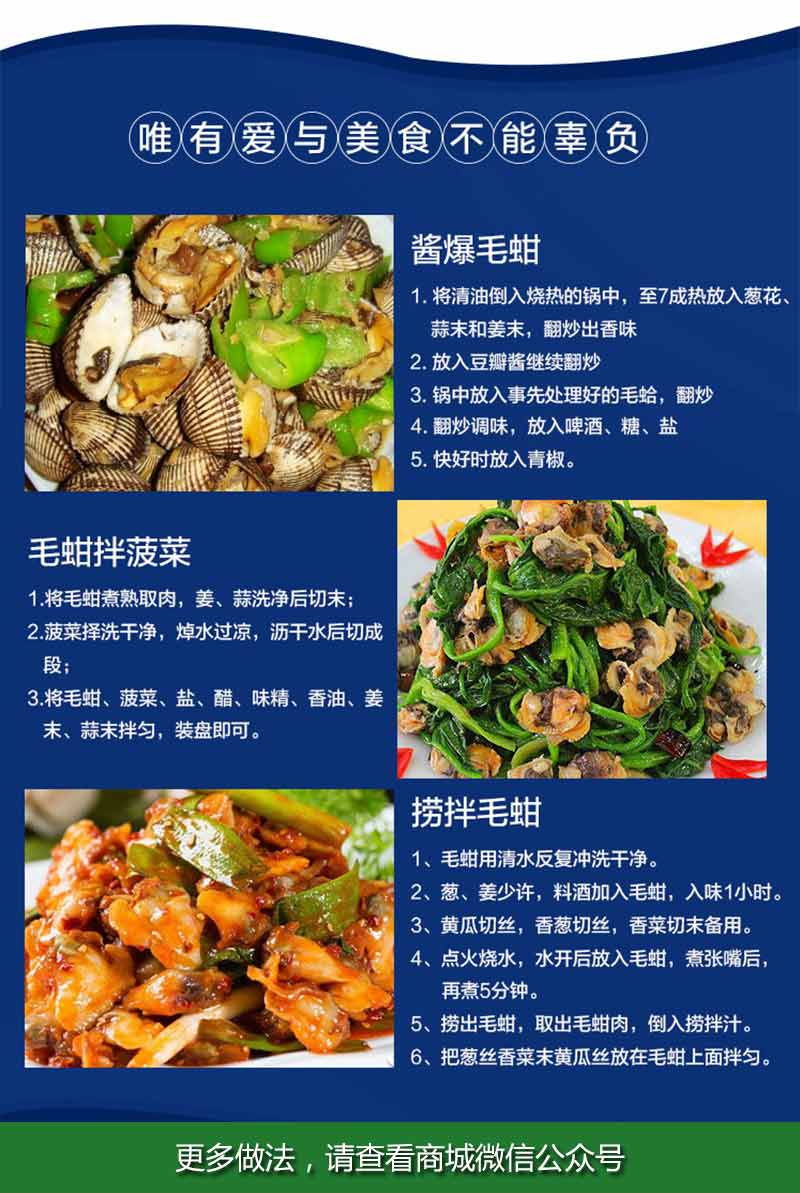 唯有爱与美食不能辜负
酱爆毛蚶
1. 将清油倒入烧热的锅中，至7成热放入葱花、
蒜末和姜末，翻炒出香味
2. 放入豆瓣酱继续翻炒
3. 锅中放入事先处理好的毛蛤，翻炒
4. 翻炒调味，放入啤酒、糖、盐
5. 快好时放入青椒。
毛蚶拌菠菜
1.将毛蚶煮熟取肉，姜、蒜洗净后切末；
2.菠菜择洗干净，焯水过凉，沥干水后切成
段；
3.将毛蚶、菠菜、盐、醋、味精、香油、姜
末、蒜末拌匀，装盘即可。
捞拌毛蚶
1、毛蚶用清水反复冲洗干净。
2、葱、姜少许，料酒加入毛蚶，入味1小时。
3、黄瓜切丝，香葱切丝，香菜切末备用。
4、点火烧水，水开后放入毛蚶，煮张嘴后，
再煮5分钟。
5、捞出毛蚶，取出毛蚶肉，倒入捞拌汁。
6、把葱丝香菜末黄瓜丝放在毛蚶上面拌匀。
更多做法，请查看商城微信公众号